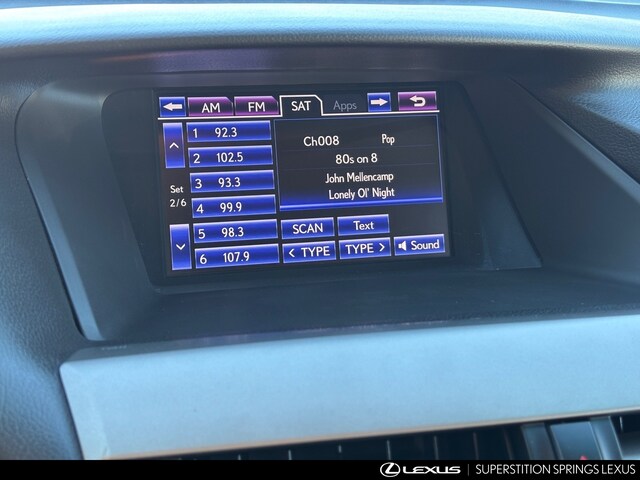 AM FM SAT Apps
1 92.3
2 102.5
3 93.3
4 99.9
5 98.3
6 107.9
Set
2/6
Ch008 Pop
80s on 8
John Mellencamp
Lonely Ol' Night
SCAN Text
< TYPE TYPE > Sound
LEXUS | SUPERSTITION SPRINGS LEXUS